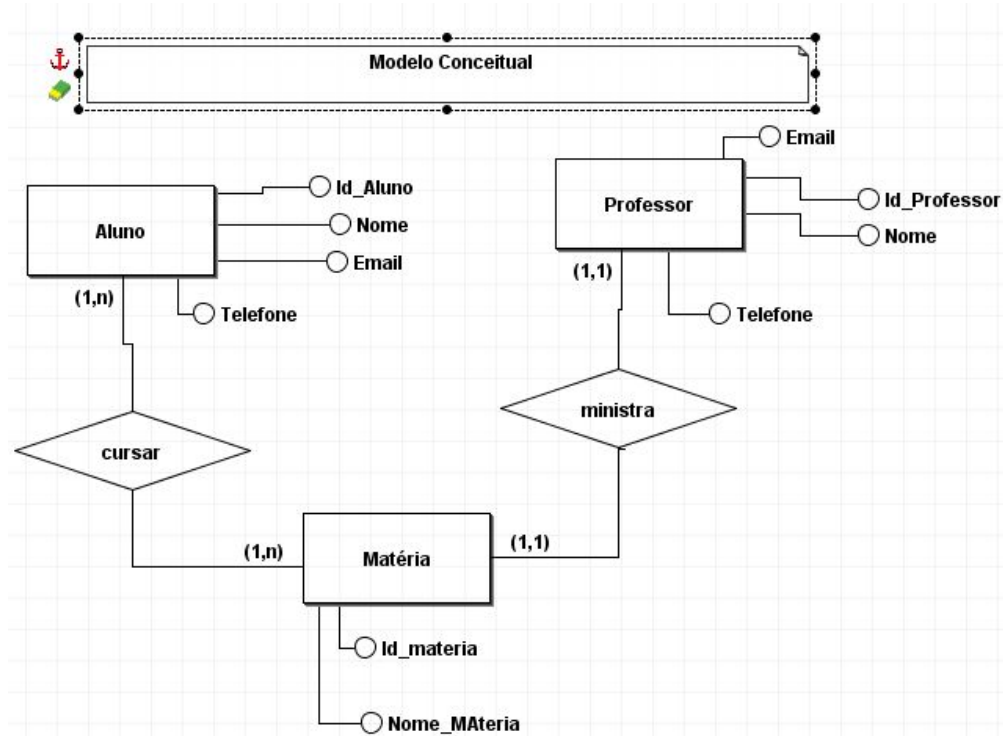 Modelo Conceitual
Email
Id_Aluno
Professor
Id_Professor
Aluno
Nome
Nome
Email
(1,1)
(1,n)
Telefone
Telefone
ministra
cursar
(1,n)
(1,1)
Matéria
Id_materia
Nome_MAteria